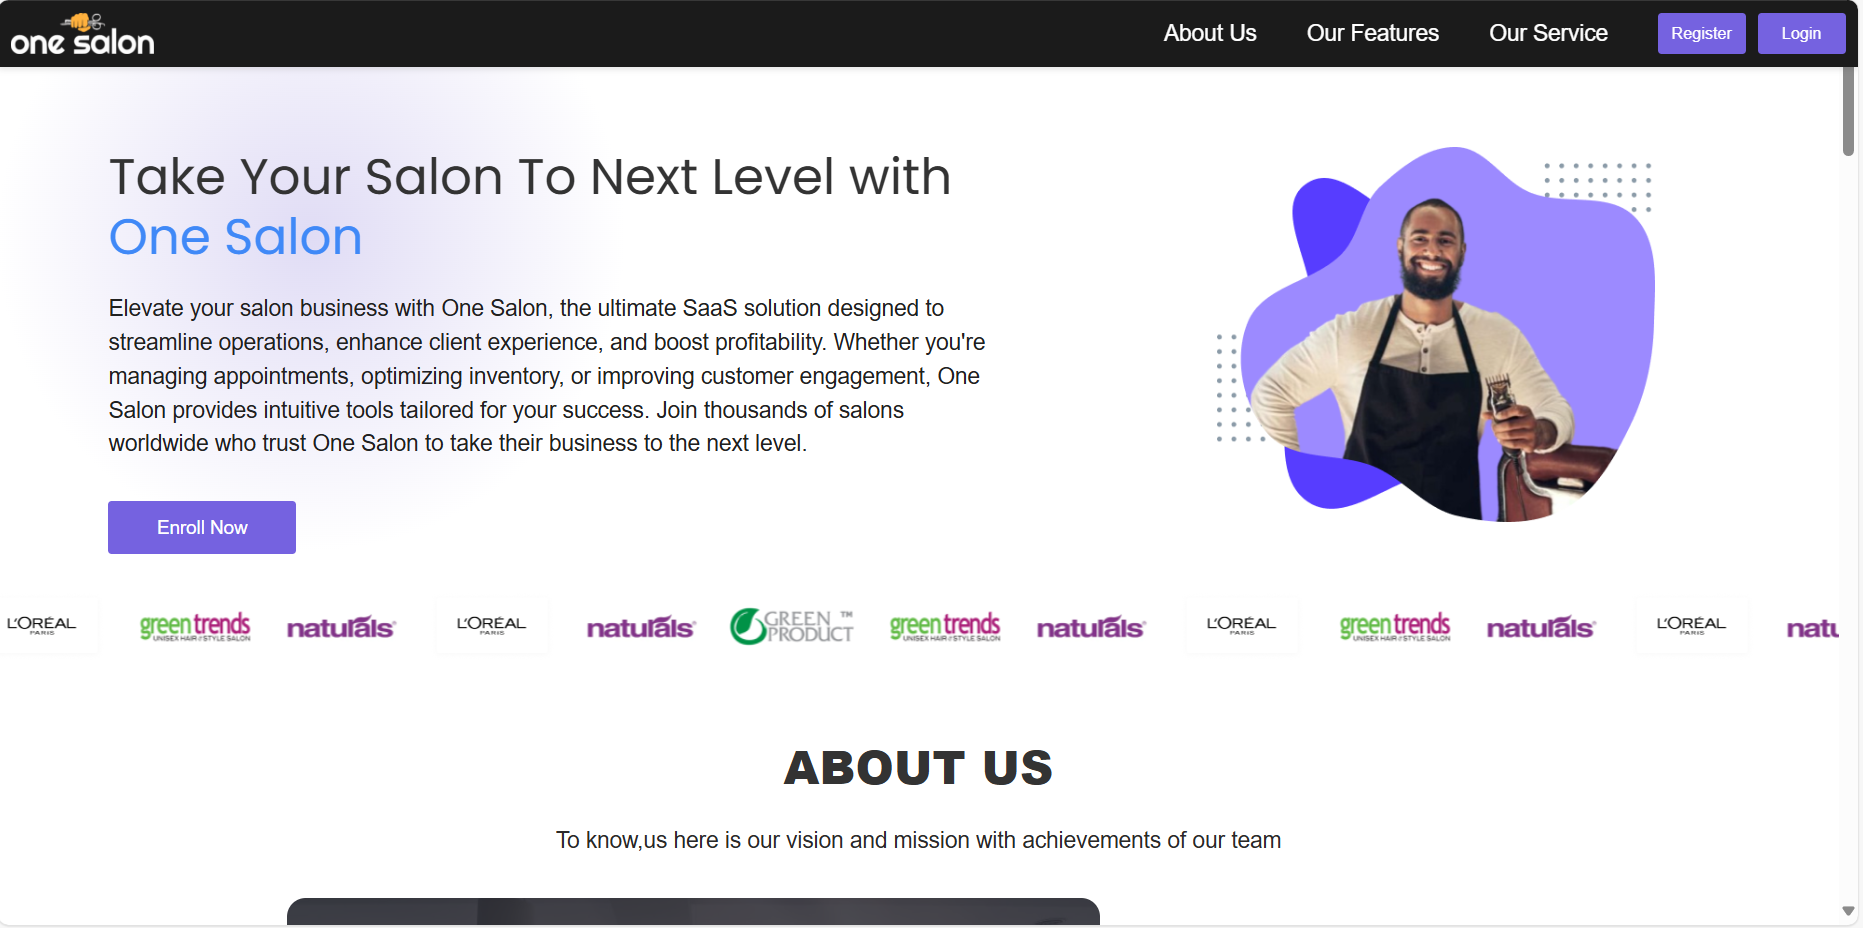 one salon
About Us
Our Features
Our Service
Register
Login
Take Your Salon To Next Level with
One Salon
Elevate your salon business with One Salon, the ultimate SaaS solution designed to
streamline operations, enhance client experience, and boost profitability. Whether you're
managing appointments, optimizing inventory, or improving customer engagement, One
Salon provides intuitive tools tailored for your success. Join thousands of salons
worldwide who trust One Salon to take their business to the next level.
Enroll Now
L'ORÉAL
PARIS
green trends
UNISEX HAIR & STYLE SALON
naturals®
L'ORÉAL
PARIS
naturals®
GREEN ™
PRODUCT
green trends
UNISEX HAIR & STYLE SALON
naturals®
L'ORÉAL
PARIS
green trends
UNISEX HAIR & STYLE SALON
naturals®
L'ORÉAL
PARIS
natu
ABOUT US
To know,us here is our vision and mission with achievements of our team